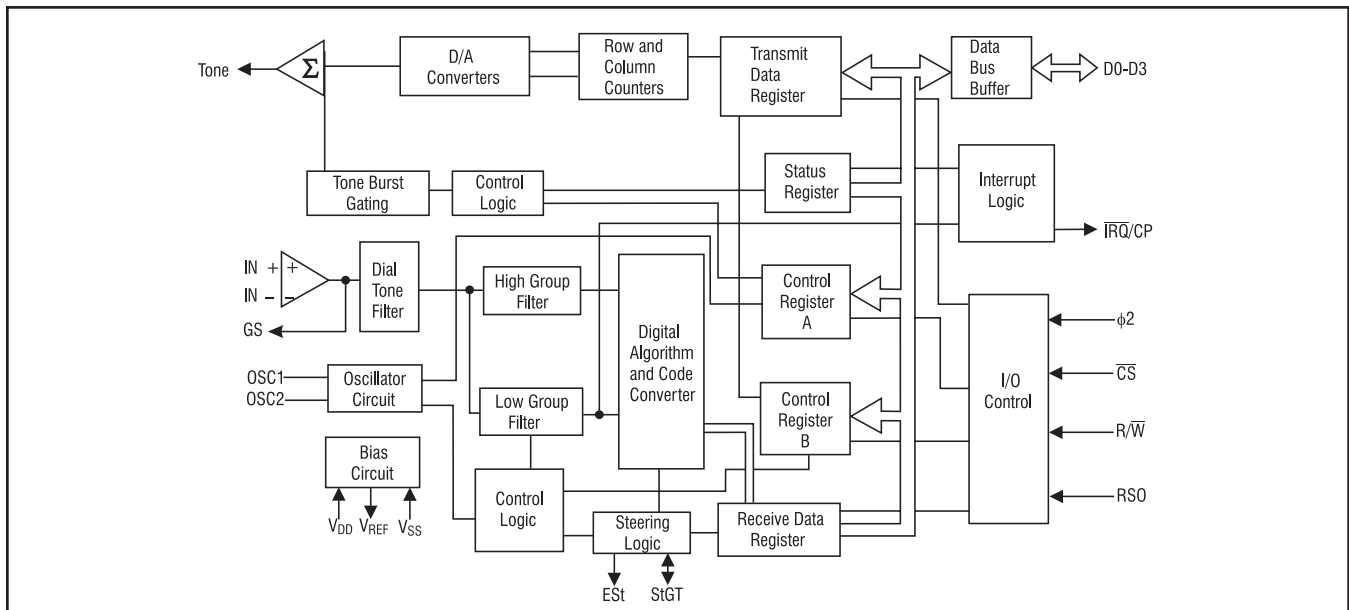 Tone
Σ
D/A
Converters
Row and
Column
Counters
Transmit
Data
Register
Data
Bus
Buffer
D0-D3
Tone Burst
Gating
Control
Logic
Status
Register
Interrupt
Logic
I̅R̅Q̅/CP
IN + +
IN – –
GS
Dial
Tone
Filter
High Group
Filter
Digital
Algorithm
and Code
Converter
Control
Register
A
I/O
Control
ϕ2
C̅S̅
R/W̅
RSO
OSC1
OSC2
Oscillator
Circuit
Low Group
Filter
Control
Register
B
Bias
Circuit
VDD VREF VSS
Control
Logic
Steering
Logic
Receive Data
Register
ESt StGT